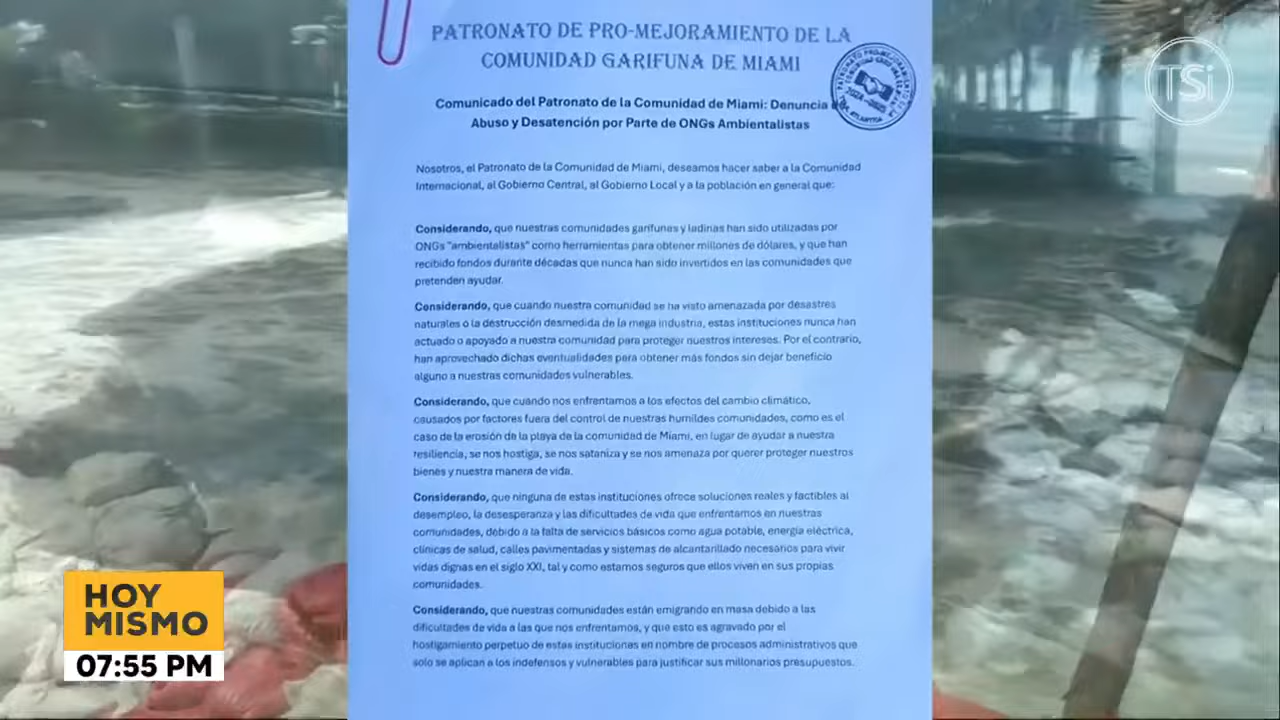 PATRONATO DE PRO-MEJORAMIENTO DE LA
COMUNIDAD GARIFUNA DE MIAMI
Comunicado del Patronato de la Comunidad de Miami: Denuncia
Abuso y Desatención por Parte de ONGs Ambientalistas
TSi
Nosotros, el Patronato de la Comunidad de Miami, deseamos hacer saber a la Comunidad
Internacional, al Gobierno Central, al Gobierno Local y a la población en general que:
Considerando, que nuestras comunidades garifunas y ladinas han sido utilizadas por
ONGs "ambientalistas" como herramientas para obtener millones de dólares, y que han
recibido fondos durante décadas que nunca han sido invertidos en las comunidades que
pretenden ayudar.
Considerando, que cuando nuestra comunidad se ha visto amenazada por desastres
naturales o la destrucción desmedida de la mega industria, estas instituciones nunca han
actuado o apoyado a nuestra comunidad para proteger nuestros intereses. Por el contrario,
han aprovechado dichas eventualidades para obtener más fondos sin dejar beneficio
alguno a nuestras comunidades vulnerables.
Considerando, que cuando nos enfrentamos a los efectos del cambio climático,
causados por factores fuera del control de nuestras humildes comunidades, como es el
caso de la erosión de la playa de la comunidad de Miami, en lugar de ayudar a nuestra
resiliencia, se nos hostiga, se nos sataniza y se nos amenaza por querer proteger nuestros
bienes y nuestra manera de vida.
Considerando, que ninguna de estas instituciones ofrece soluciones reales y factibles al
desempleo, la desesperanza y las dificultades de vida que enfrentamos en nuestras
comunidades, debido a la falta de servicios básicos como agua potable, energía eléctrica,
clínicas de salud, calles pavimentadas y sistemas de alcantarillado necesarios para vivir
vidas dignas en el siglo XXI, tal y como estamos seguros que ellos viven en sus propias
comunidades.
Considerando, que nuestras comunidades están emigrando en masa debido a las
dificultades de vida a las que nos enfrentamos, y que esto es agravado por el
hostigamiento perpetuo de estas instituciones en nombre de procesos administrativos que
solo se aplican a los indefensos y vulnerables para justificar sus millonarios presupuestos.
HOY
MISMO
07:55 PM